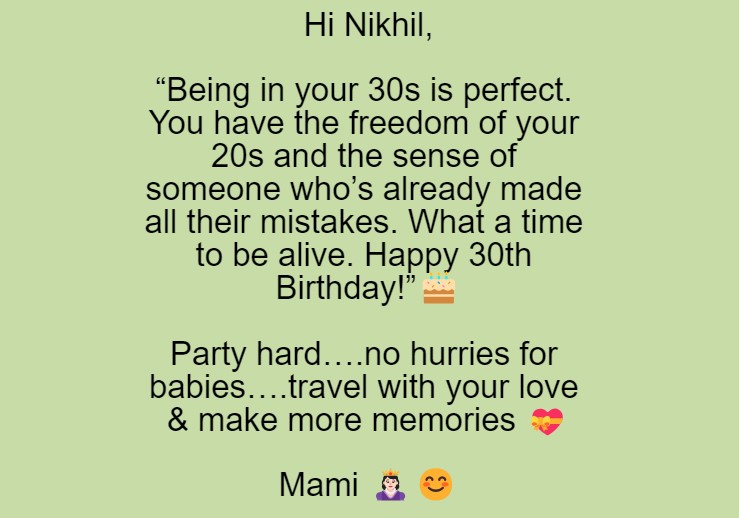 Hi Nikhil,
“Being in your 30s is perfect.
You have the freedom of your
20s and the sense of
someone who’s already made
all their mistakes. What a time
to be alive. Happy 30th
Birthday!”🍰
Party hard….no hurries for
babies….travel with your love
& make more memories 💝
Mami 👸🏻 😊